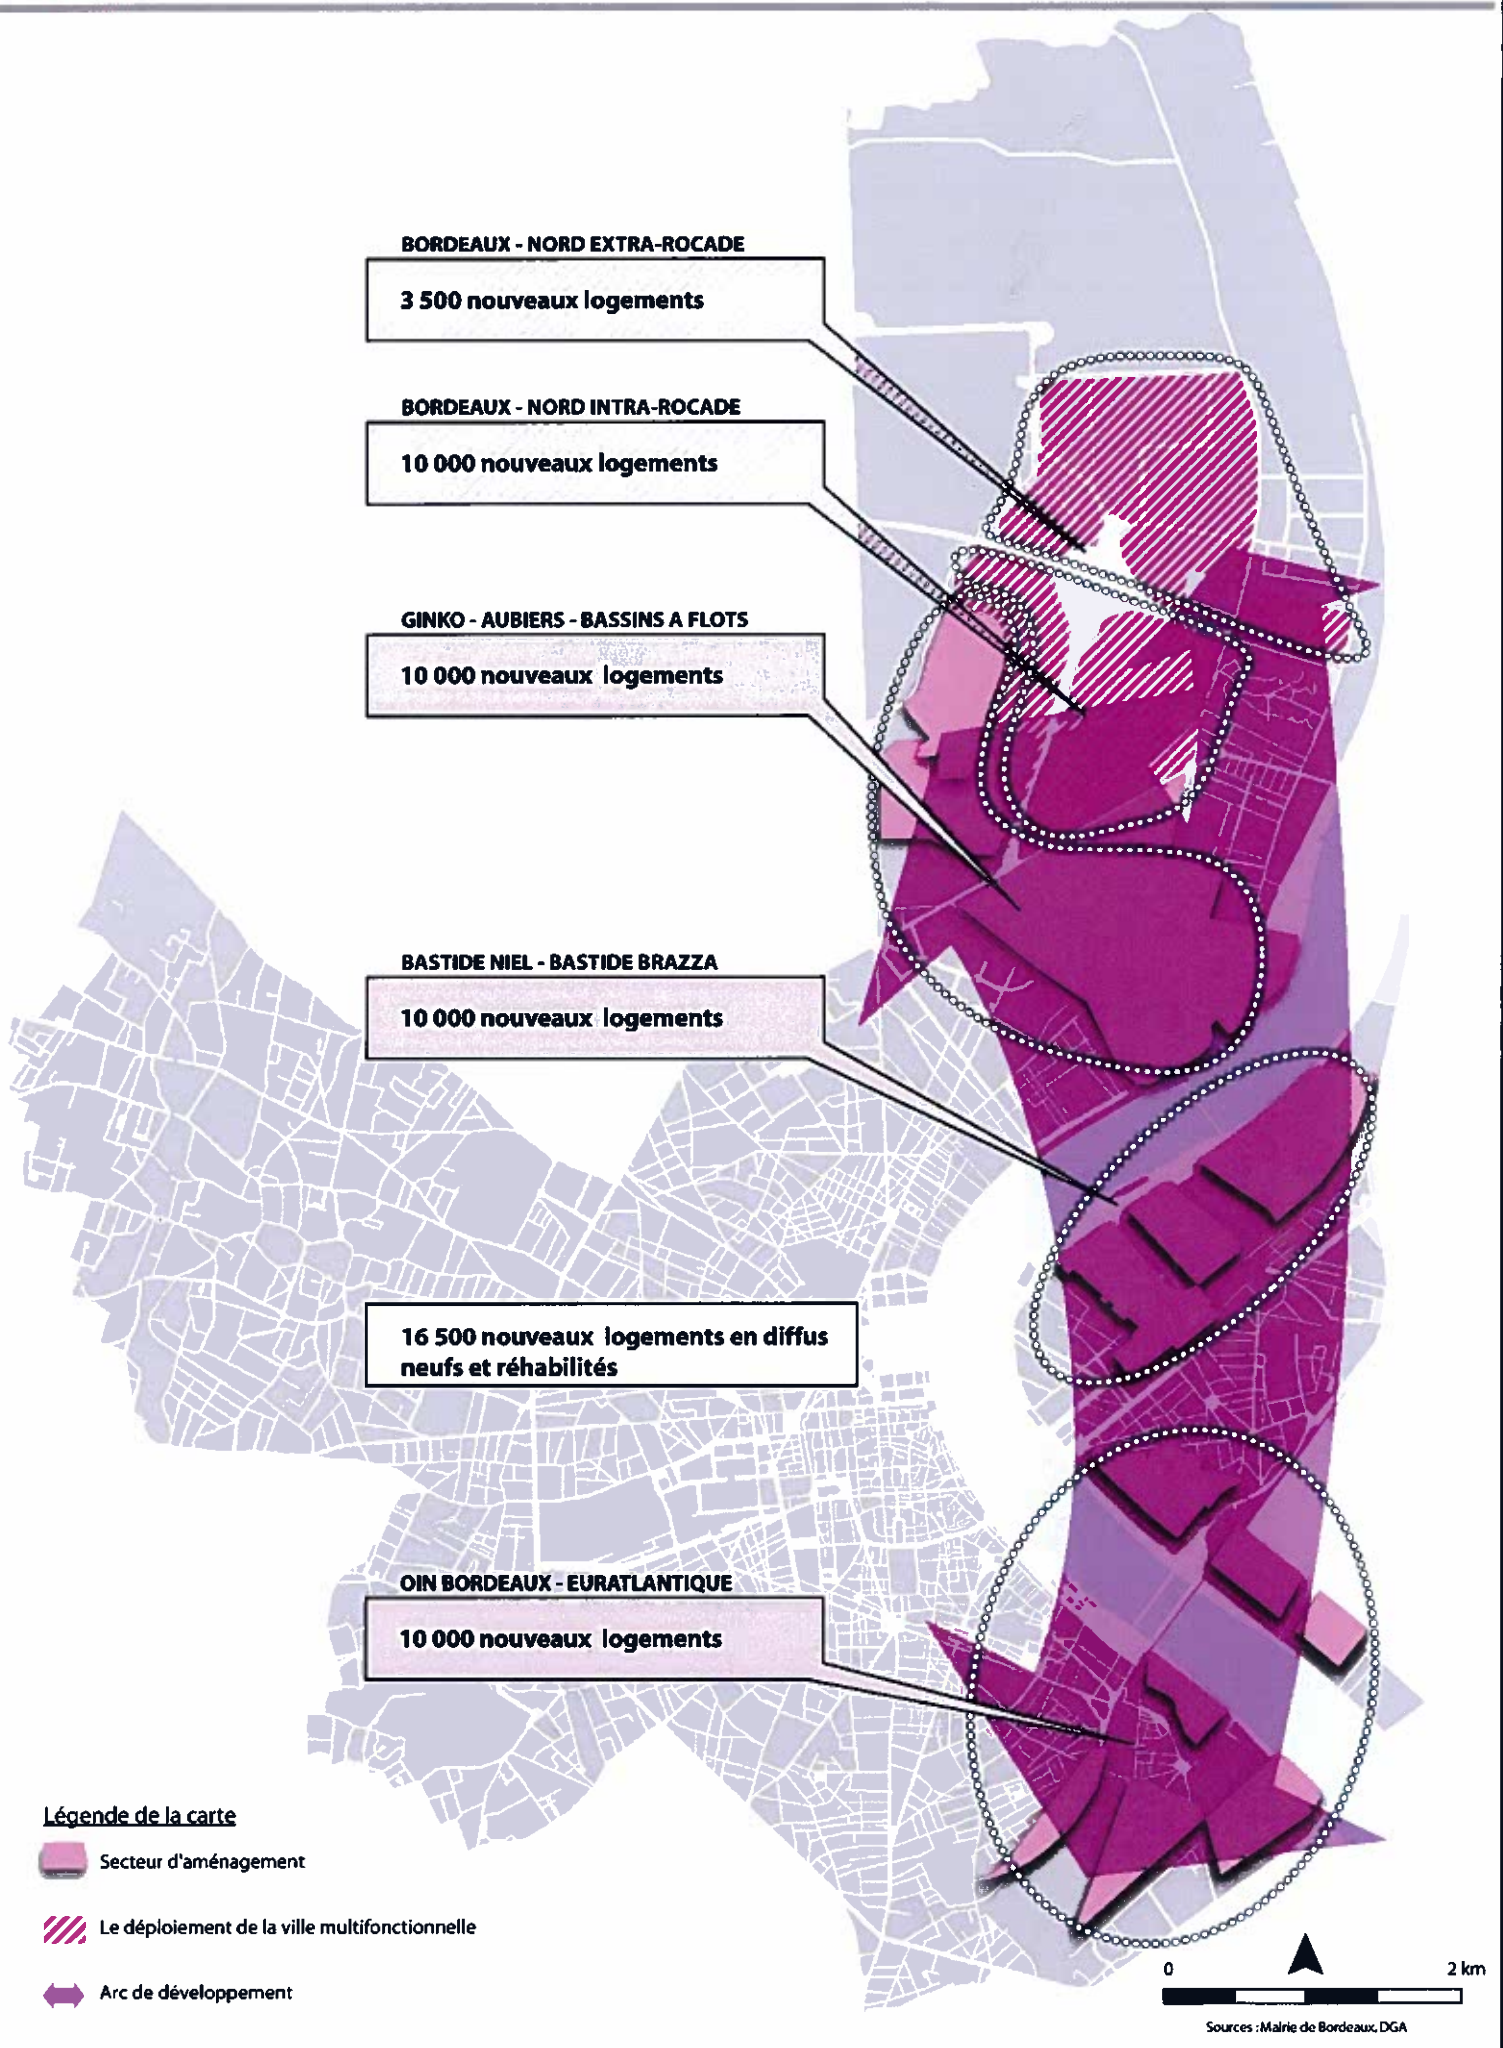 BORDEAUX - NORD EXTRA-ROCADE
3 500 nouveaux logements
BORDEAUX - NORD INTRA-ROCADE
10 000 nouveaux logements
GINKO - AUBIERS - BASSINS A FLOTS
10 000 nouveaux logements
BASTIDE NIEL - BASTIDE BRAZZA
10 000 nouveaux logements
16 500 nouveaux logements en diffus
neufs et réhabilités
OIN BORDEAUX - EURATLANTIQUE
10 000 nouveaux logements
Légende de la carte
Secteur d'aménagement
Le déploiement de la ville multifonctionnelle
Arc de développement
0 2 km
Sources : Mairie de Bordeaux, DGA